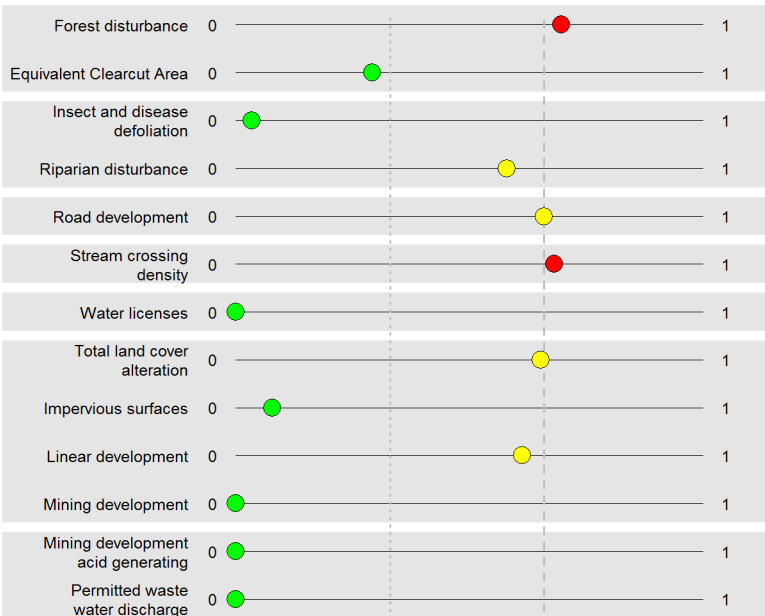 Forest disturbance 0 1
Equivalent Clearcut Area 0 1
Insect and disease
defoliation 0 1
Riparian disturbance 0 1
Road development 0 1
Stream crossing
density 0 1
Water licenses 0 1
Total land cover
alteration 0 1
Impervious surfaces 0 1
Linear development 0 1
Mining development 0 1
Mining development
acid generating 0 1
Permitted waste
water discharge 0 1